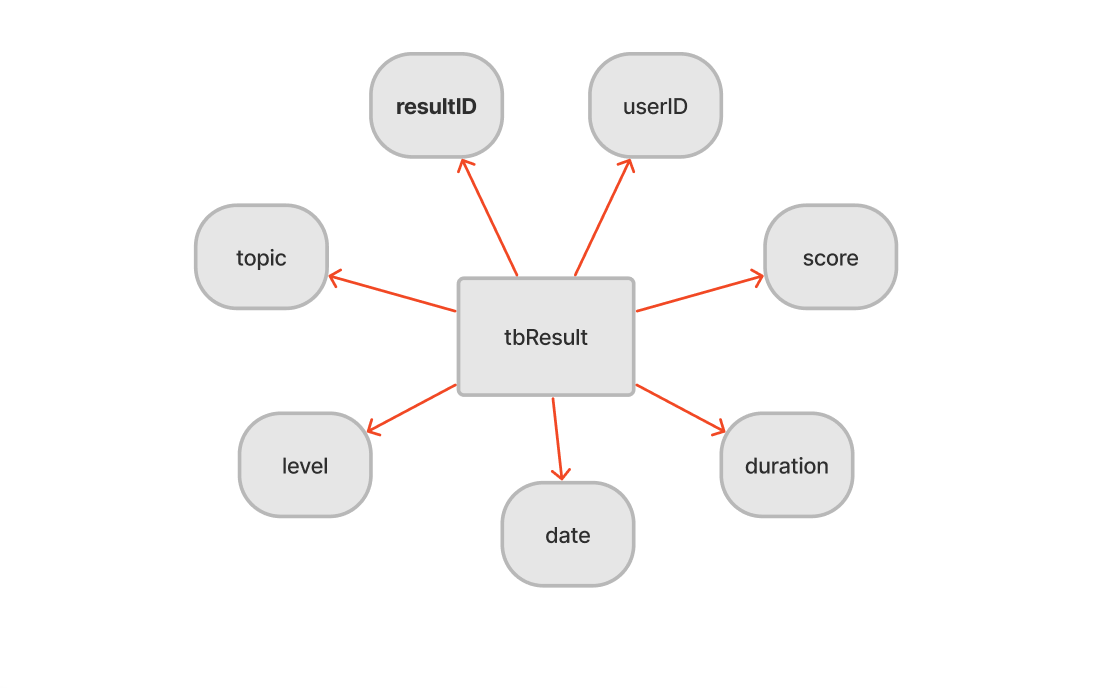 resultID
userID
topic
score
tbResult
level
duration
date